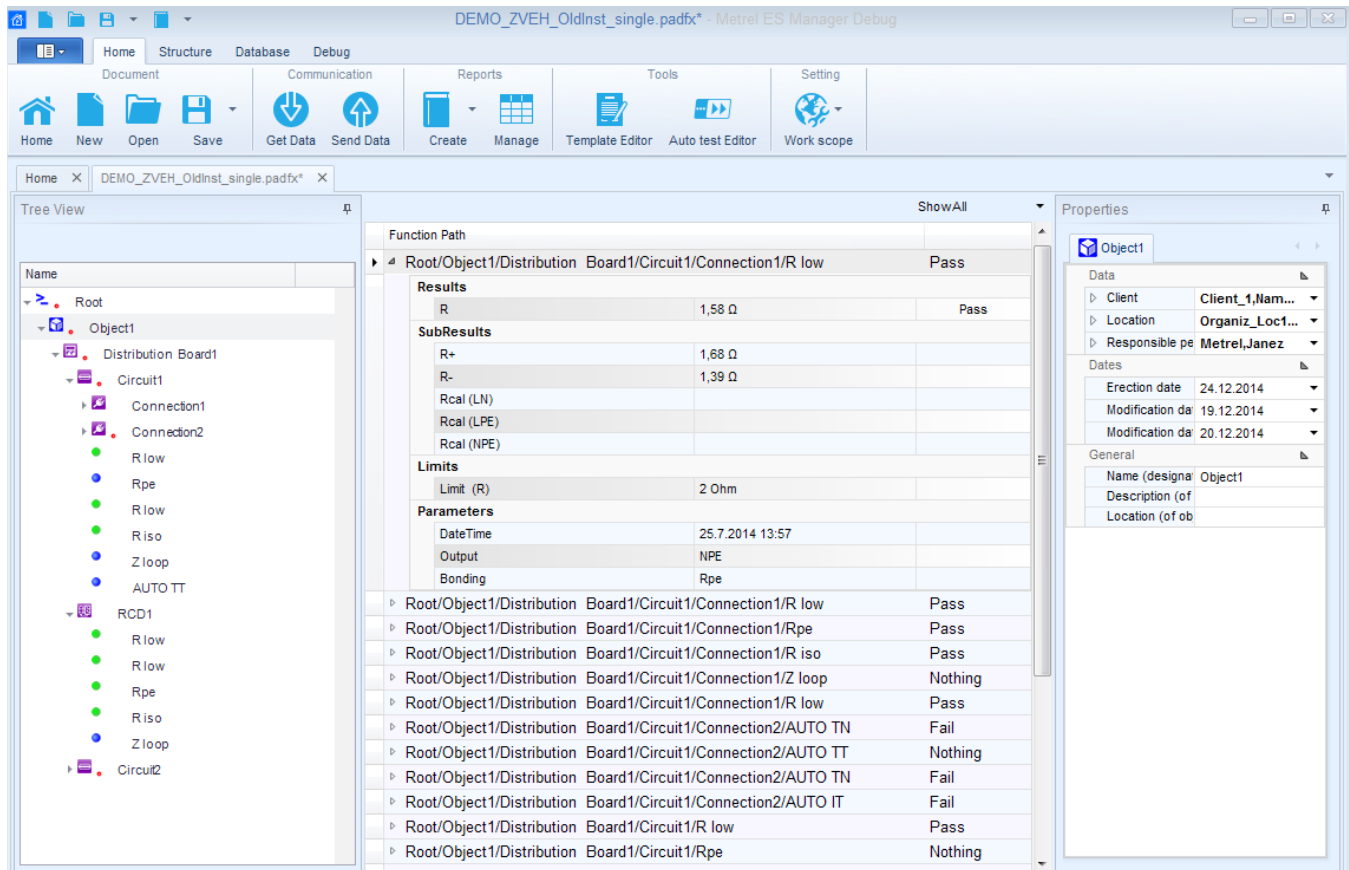 DEMO_ZVEH_OldInst_single.padfx* - Metrel ES Manager Debug
Home Structure Database Debug
Document Communication Reports Tools Setting
Home New Open Save Get Data Send Data Create Manage Template Editor Auto test Editor Work scope
Home DEMO_ZVEH_OldInst_single.padfx*
Tree View
Name
Root
Object1
Distribution Board1
Circuit1
Connection1
Connection2
R low
Rpe
R low
R iso
Z loop
AUTO TT
RCD1
R low
R low
Rpe
R iso
Z loop
Circuit2
ShowAll
Function Path
Root/Object1/Distribution Board1/Circuit1/Connection1/R low Pass
Results
R 1,58 Ω Pass
SubResults
R+ 1,68 Ω
R- 1,39 Ω
Rcal (LN)
Rcal (LPE)
Rcal (NPE)
Limits
Limit (R) 2 Ohm
Parameters
DateTime 25.7.2014 13:57
Output NPE
Bonding Rpe
Root/Object1/Distribution Board1/Circuit1/Connection1/R low Pass
Root/Object1/Distribution Board1/Circuit1/Connection1/Rpe Pass
Root/Object1/Distribution Board1/Circuit1/Connection1/R iso Pass
Root/Object1/Distribution Board1/Circuit1/Connection1/Z loop Nothing
Root/Object1/Distribution Board1/Circuit1/Connection1/R low Pass
Root/Object1/Distribution Board1/Circuit1/Connection2/AUTO TN Fail
Root/Object1/Distribution Board1/Circuit1/Connection2/AUTO TT Nothing
Root/Object1/Distribution Board1/Circuit1/Connection2/AUTO TN Fail
Root/Object1/Distribution Board1/Circuit1/Connection2/AUTO IT Fail
Root/Object1/Distribution Board1/Circuit1/R low Pass
Root/Object1/Distribution Board1/Circuit1/Rpe Nothing
Properties
Object1
Data
Client Client_1,Nam...
Location Organiz_Loc1...
Responsible pe Metrel,Janez
Dates
Erection date 24.12.2014
Modification da 19.12.2014
Modification da 20.12.2014
General
Name (designa Object1
Description (of
Location (of ob